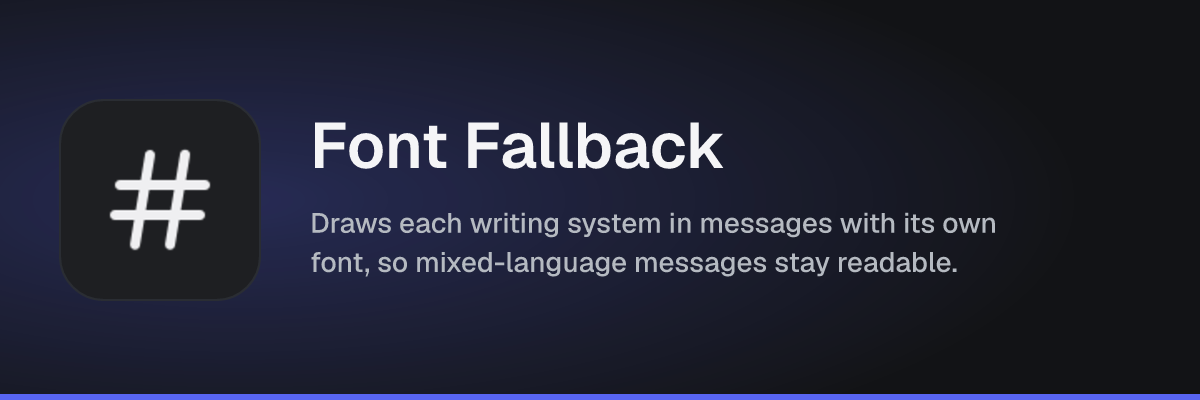 #
Font Fallback
Draws each writing system in messages with its own
font, so mixed-language messages stay readable.